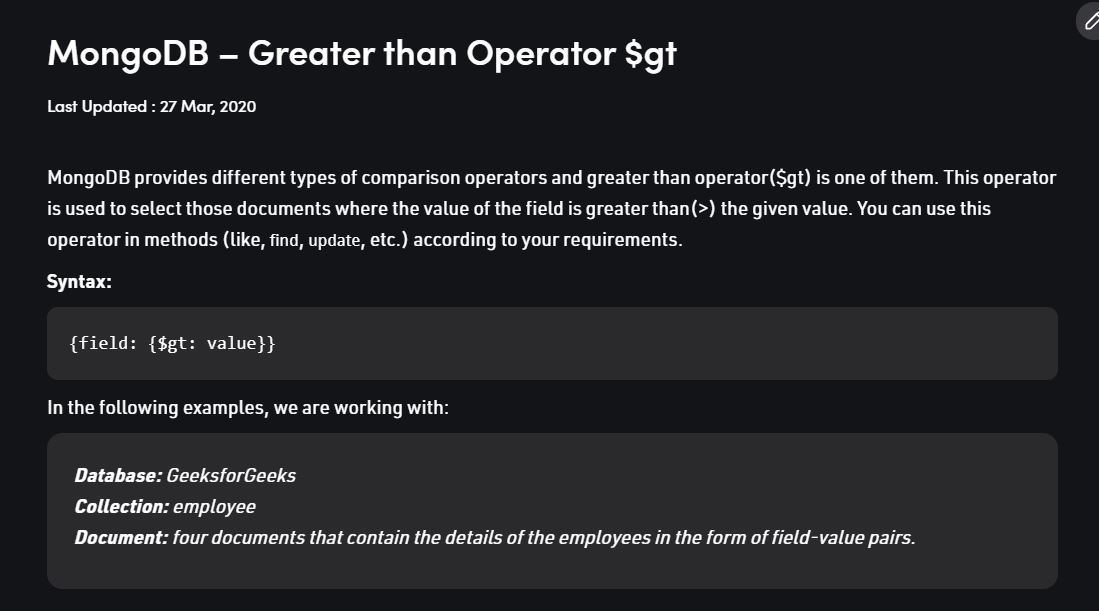 MongoDB – Greater than Operator $gt
Last Updated : 27 Mar, 2020
MongoDB provides different types of comparison operators and greater than operator($gt) is one of them. This operator
is used to select those documents where the value of the field is greater than(>) the given value. You can use this
operator in methods (like, find, update, etc.) according to your requirements.
Syntax:
{field: {$gt: value}}
In the following examples, we are working with:
Database: GeeksforGeeks
Collection: employee
Document: four documents that contain the details of the employees in the form of field-value pairs.